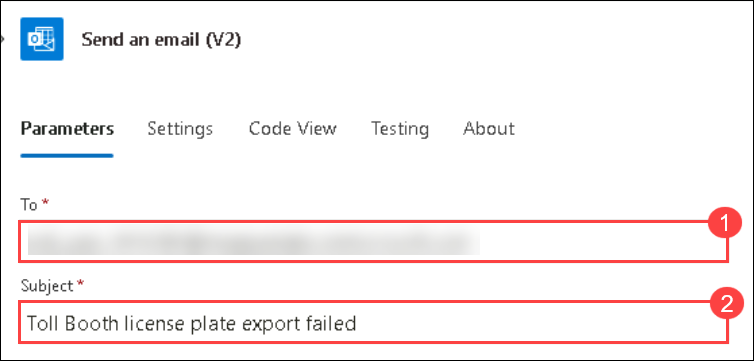 Send an email (V2)
Parameters Settings Code View Testing About
To *
1
Subject *
2
Toll Booth license plate export failed